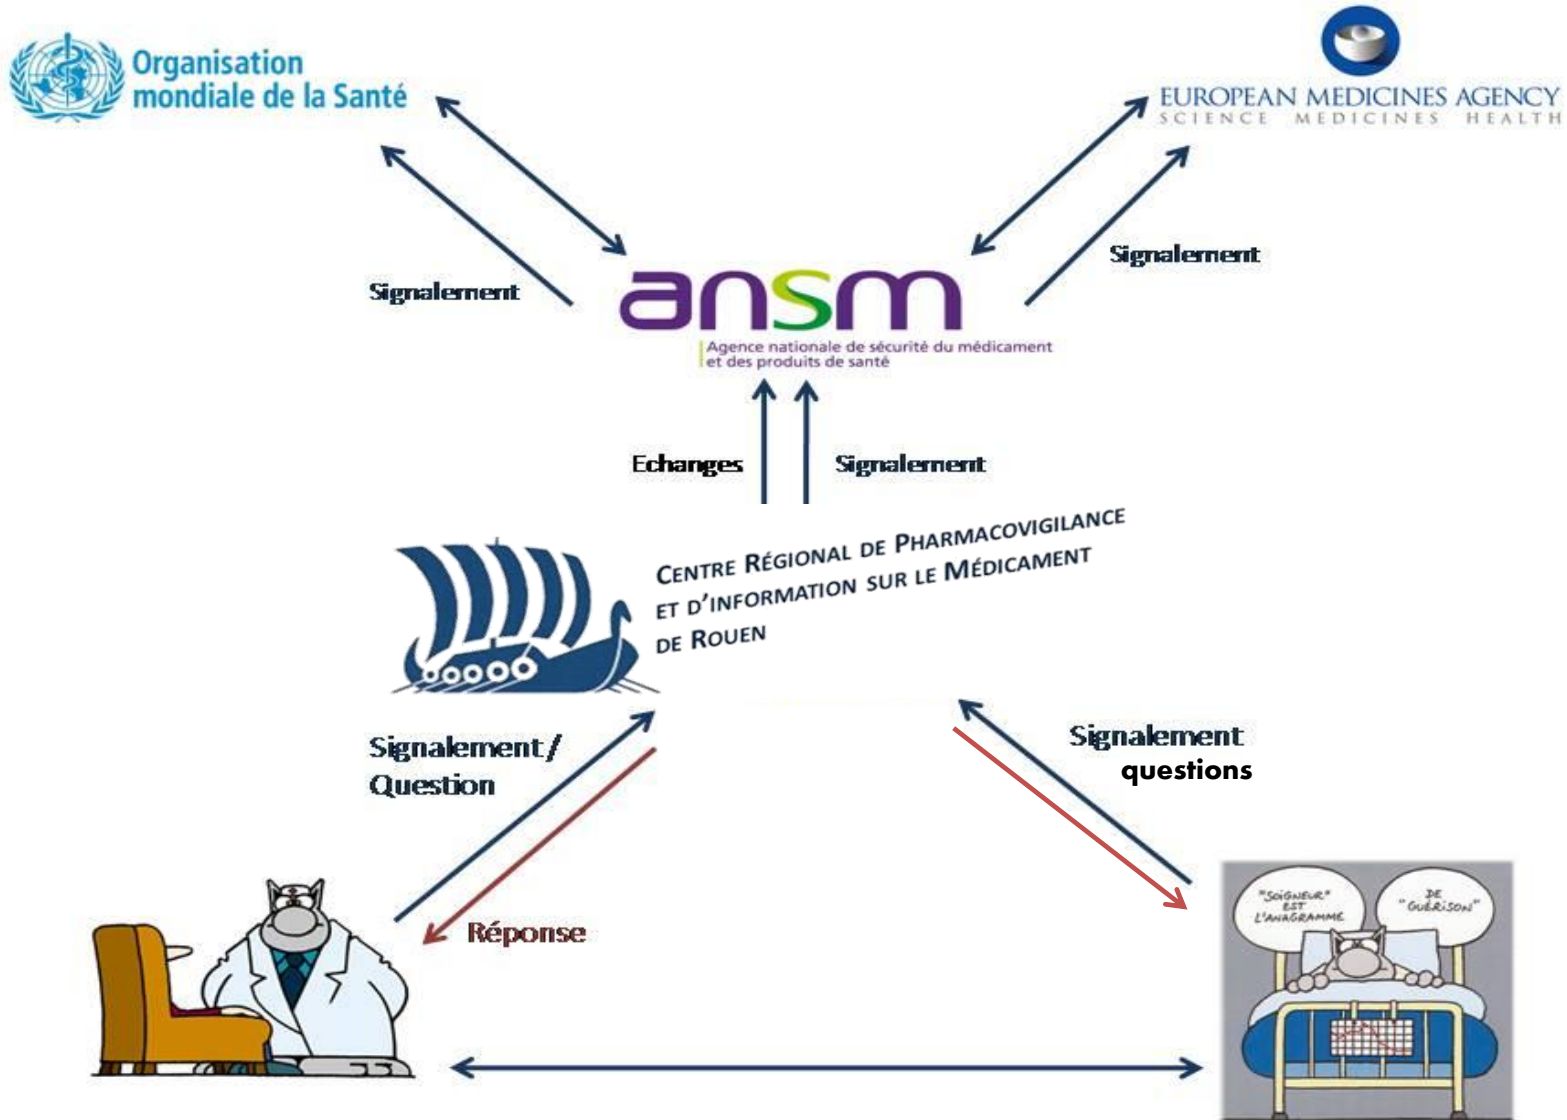 Organisation
mondiale de la Santé
EUROPEAN MEDICINES AGENCY
SCIENCE MEDICINES HEALTH
Signalement
Signalement
ansm
Agence nationale de sécurité du médicament
et des produits de santé
Echanges
Signalement
CENTRE RÉGIONAL DE PHARMACOVIGILANCE
ET D'INFORMATION SUR LE MÉDICAMENT
DE ROUEN
Signalement/
Question
Signalement
questions
Réponse
"SOIGNEUR"
EST
L'ANAGRAMME
DE
"GUÉRISON"